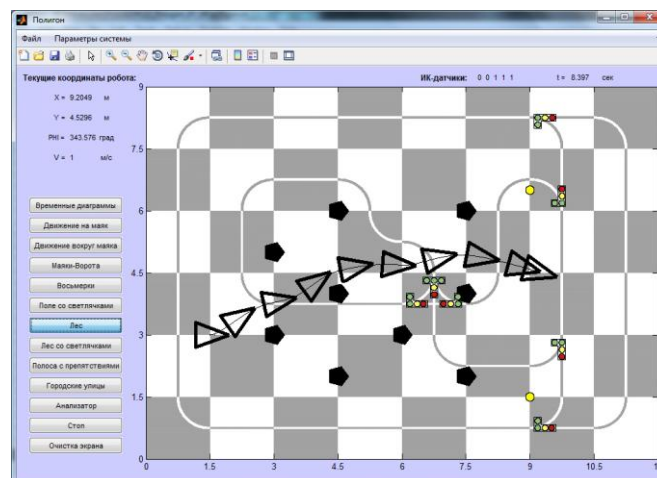 Полигон
Файл Параметры системы
Текущие координаты робота:
ИК-датчики: 0 0 1 1 1 t = 8.397 сек
X = 9.2049 м
Y = 4.5296 м
PHI = 343.576 град
V = 1 м/с
Временные диаграммы
Движение на маяк
Движение вокруг маяка
Маяки-Ворота
Восьмерки
Поле со светлячками
Лес
Лес со светлячками
Полоса с препятствиями
Городские улицы
Анализатор
Стоп
Очистка экрана
9
7.5
6
4.5
3
1.5
0
0 1.5 3 4.5 6 7.5 9 10.5